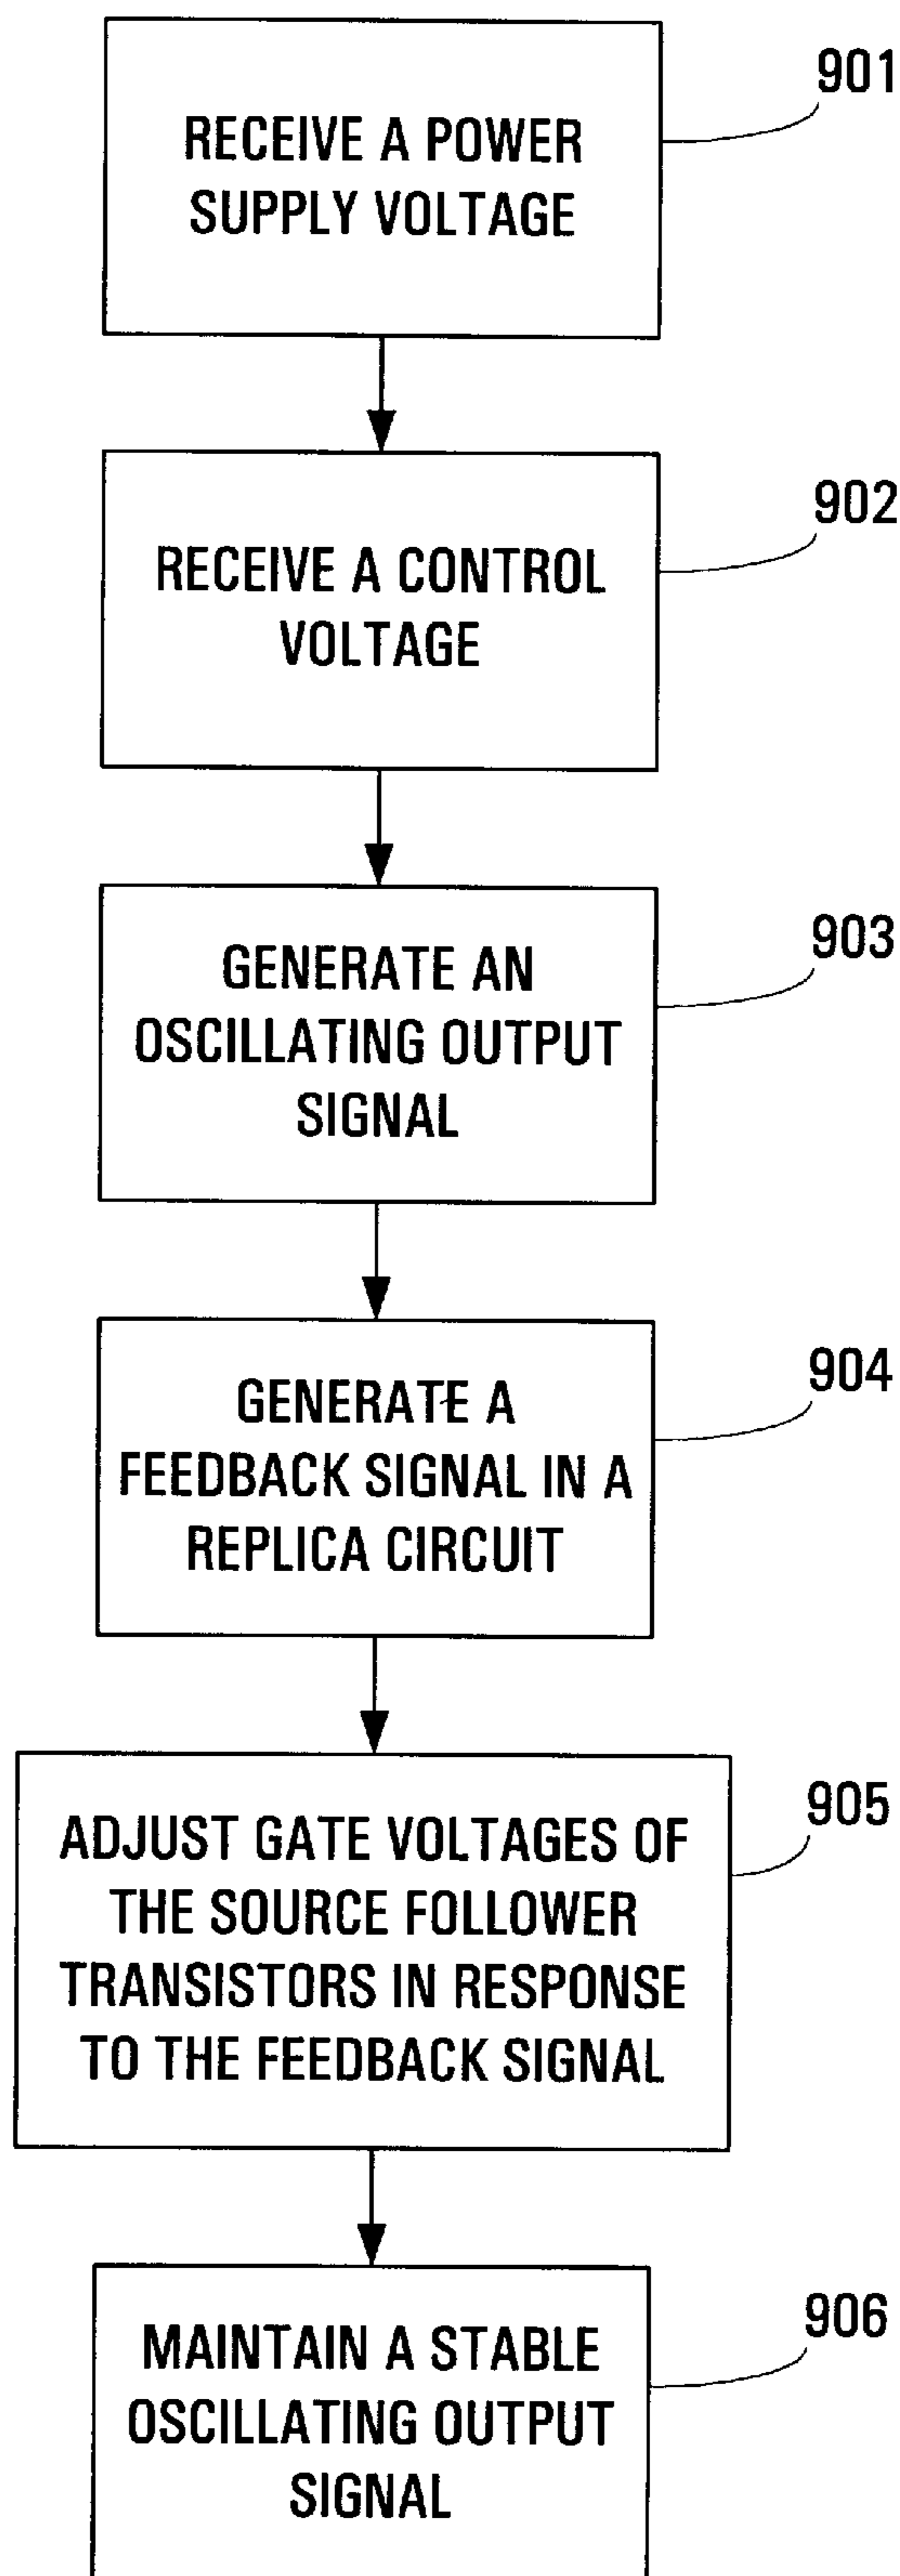 901
RECEIVE A POWER
SUPPLY VOLTAGE
902
RECEIVE A CONTROL
VOLTAGE
903
GENERATE AN
OSCILLATING OUTPUT
SIGNAL
904
GENERATE A
FEEDBACK SIGNAL IN A
REPLICA CIRCUIT
905
ADJUST GATE VOLTAGES OF
THE SOURCE FOLLOWER
TRANSISTORS IN RESPONSE
TO THE FEEDBACK SIGNAL
906
MAINTAIN A STABLE
OSCILLATING OUTPUT
SIGNAL